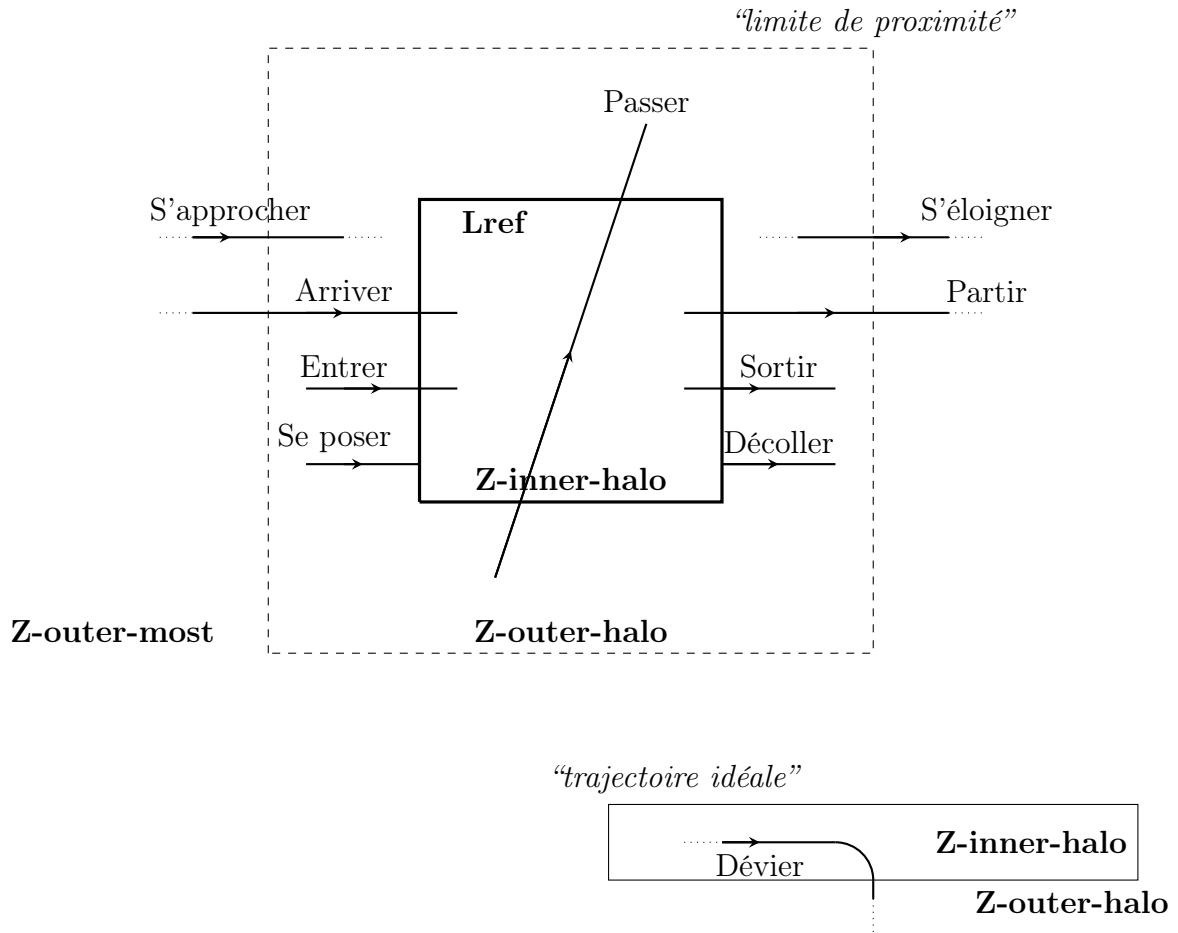 “limite de proximité”
Passer
S'approcher
Lref
S'éloigner
Arriver
Partir
Entrer
Sortir
Se poser
Décoller
Z-inner-halo
Z-outer-most
Z-outer-halo
“trajectoire idéale”
Z-inner-halo
Dévier
Z-outer-halo